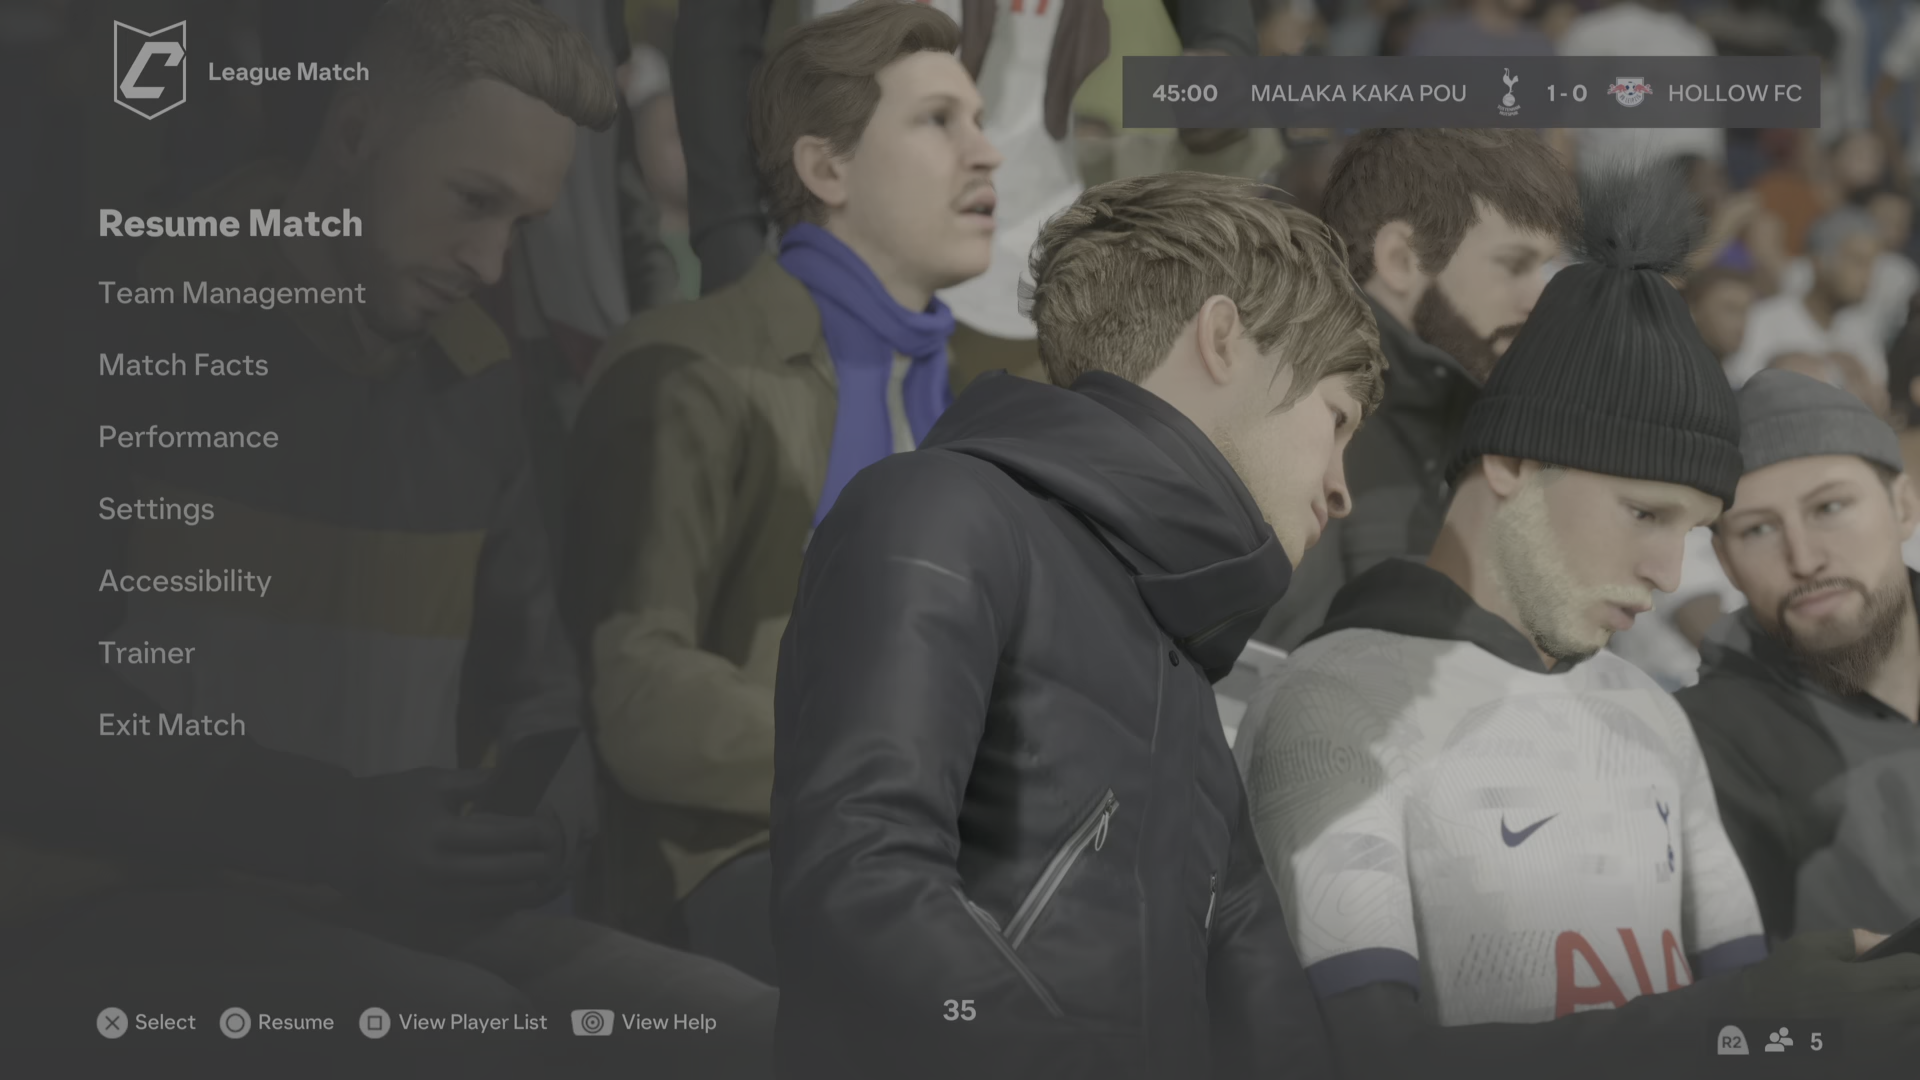 League Match
45:00 MALAKA KAKA POU 1 - 0 HOLLOW FC
Resume Match
Team Management
Match Facts
Performance
Settings
Accessibility
Trainer
Exit Match
AIA
Select Resume View Player List View Help
35
R2 5